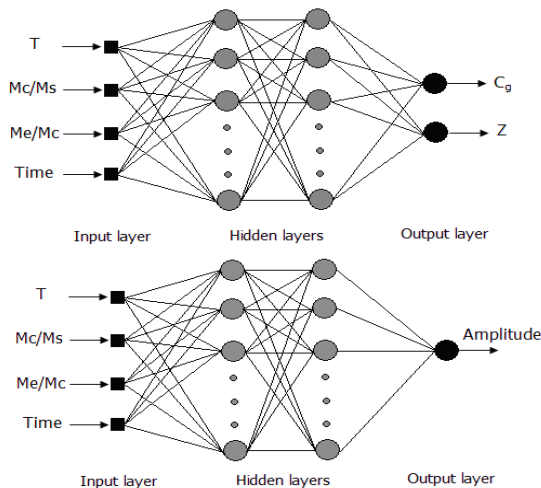 T
Mc/Ms
Me/Mc
Time
Cg
Z
Input layer
Hidden layers
Output layer
T
Mc/Ms
Me/Mc
Time
Amplitude
Input layer
Hidden layers
Output layer